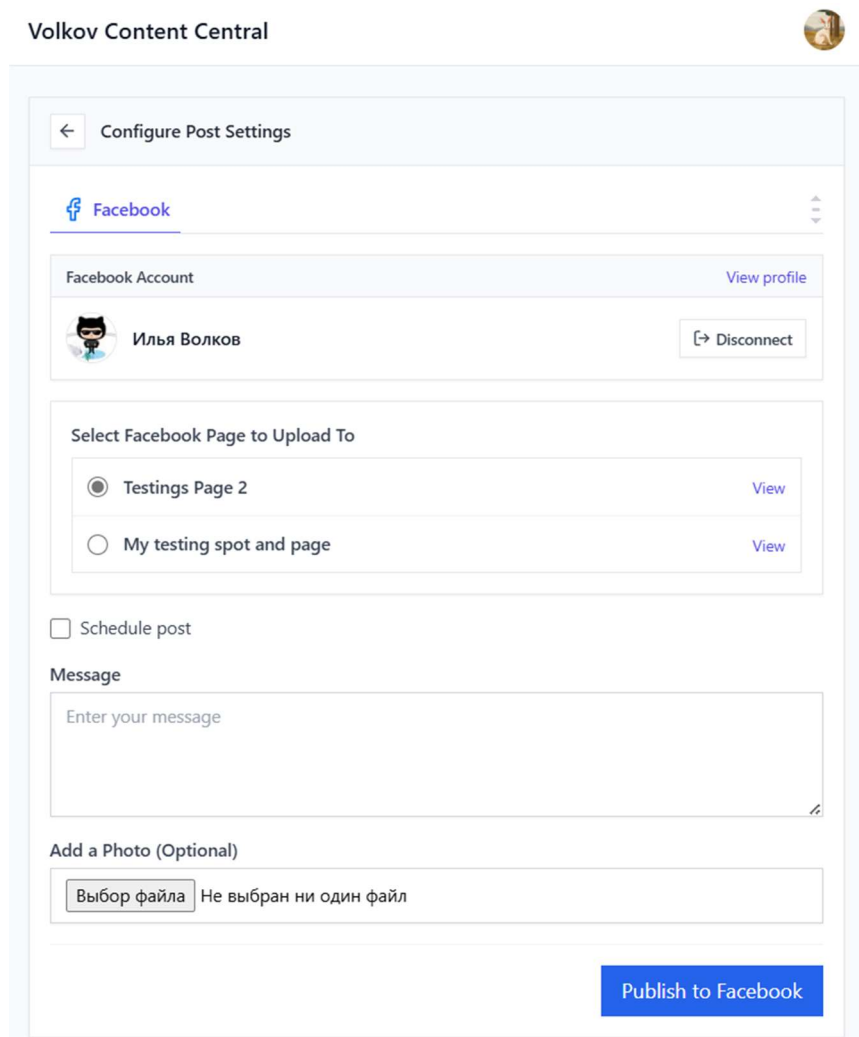 Volkov Content Central
Configure Post Settings
Facebook
Facebook Account View profile
Илья Волков Disconnect
Select Facebook Page to Upload To
Testings Page 2 View
My testing spot and page View
Schedule post
Message
Enter your message
Add a Photo (Optional)
Выбор файла Не выбран ни один файл
Publish to Facebook